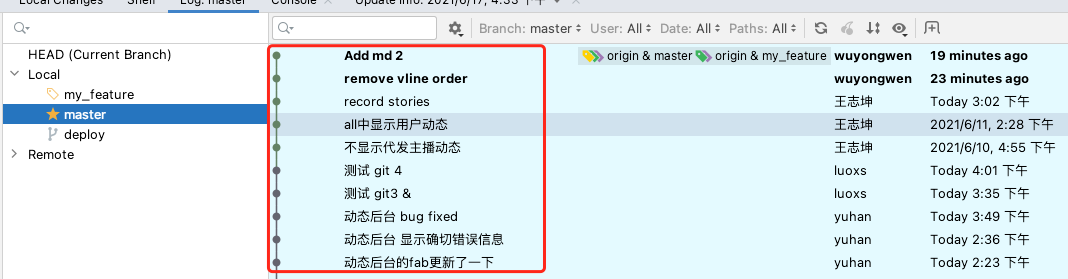 Local Changes Shell Log: master Console Update Info: 2021/6/17, 4:53 下午
Branch: master User: All Date: All Paths: All
HEAD (Current Branch)
Local
my_feature
master
deploy
Remote
Add md 2 origin & master origin & my_feature wuyongwen 19 minutes ago
remove vline order wuyongwen 23 minutes ago
record stories 王志坤 Today 3:02 下午
all中显示用户动态 王志坤 2021/6/11, 2:28 下午
不显示代发主播动态 王志坤 2021/6/10, 4:55 下午
测试 git 4 luoxs Today 4:01 下午
测试 git3 & luoxs Today 3:35 下午
动态后台 bug fixed yuhan Today 3:49 下午
动态后台 显示确切错误信息 yuhan Today 2:36 下午
动态后台的fab更新了一下 yuhan Today 2:23 下午